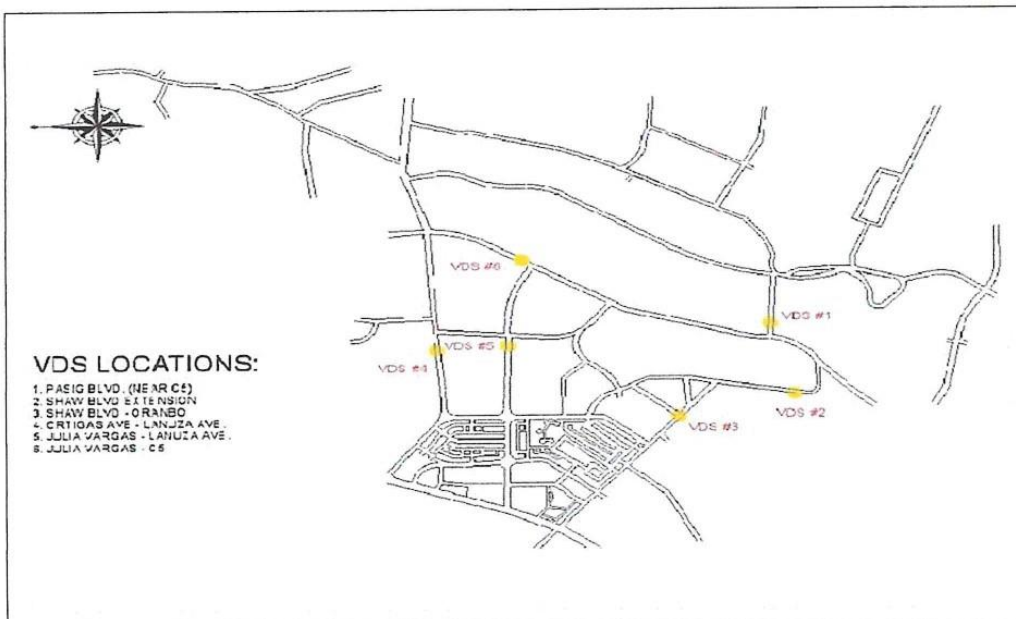 VDS #6
VDS #1
VDS #5
VDS #4
VDS #2
VDS #3
VDS LOCATIONS:
1. PASIG BLVD. (NEAR C5)
2. SHAW BLVD EXTENSION
3. SHAW BLVD - ORANBO
4. ORTIGAS AVE - LANUZA AVE.
5. JULIA VARGAS - LANUZA AVE.
6. JULIA VARGAS - C5